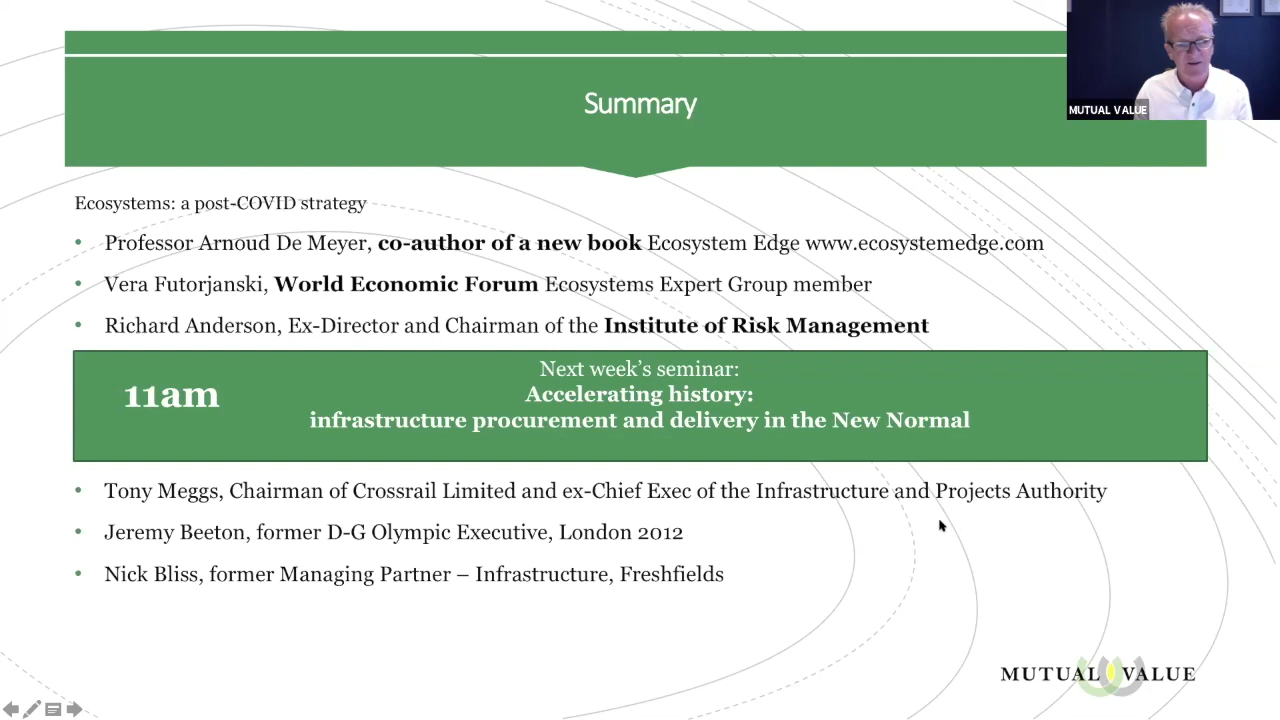 Summary
MUTUAL VALUE
Ecosystems: a post-COVID strategy
• Professor Arnoud De Meyer, co-author of a new book Ecosystem Edge www.ecosystemedge.com
• Vera Futorjanski, World Economic Forum Ecosystems Expert Group member
• Richard Anderson, Ex-Director and Chairman of the Institute of Risk Management
11am
Next week's seminar:
Accelerating history:
infrastructure procurement and delivery in the New Normal
• Tony Meggs, Chairman of Crossrail Limited and ex-Chief Exec of the Infrastructure and Projects Authority
• Jeremy Beeton, former D-G Olympic Executive, London 2012
• Nick Bliss, former Managing Partner – Infrastructure, Freshfields
MUTUAL VALUE